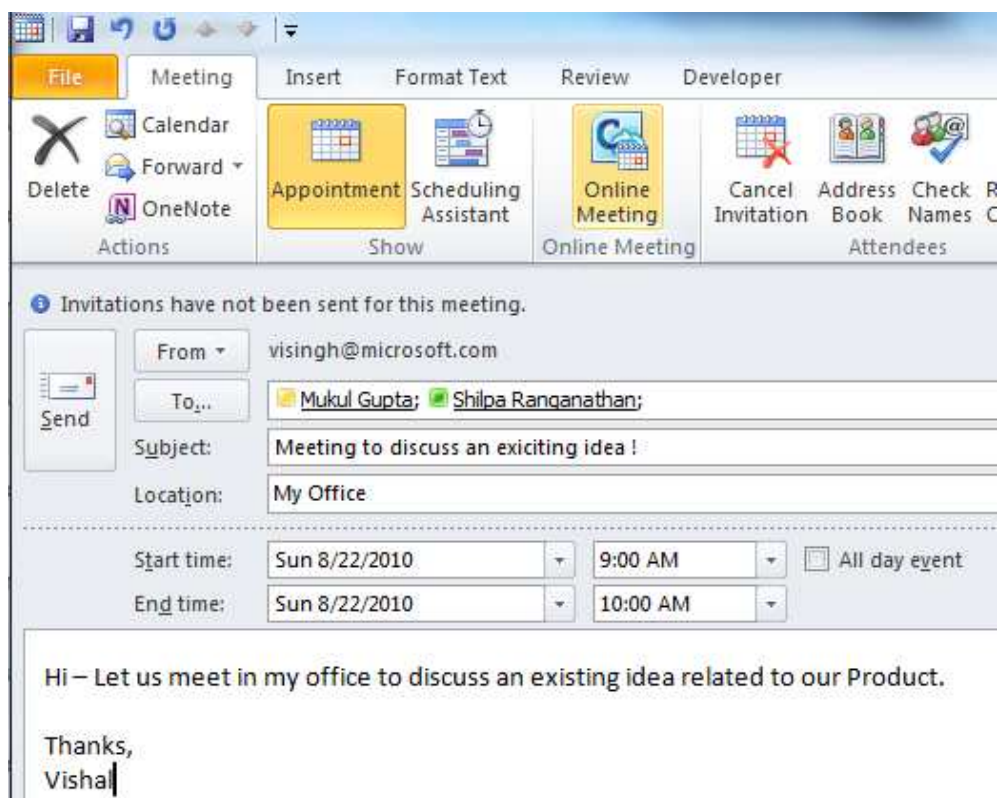 File Meeting Insert Format Text Review Developer
Delete
Calendar
Forward
OneNote
Actions
Appointment
Scheduling
Assistant
Show
Online
Meeting
Online Meeting
Cancel
Invitation
Address
Book
Check
Names
Attendees
Invitations have not been sent for this meeting.
Send
From visingh@microsoft.com
To... Mukul Gupta; Shilpa Ranganathan;
Subject: Meeting to discuss an exiciting idea !
Location: My Office
Start time: Sun 8/22/2010 9:00 AM All day event
End time: Sun 8/22/2010 10:00 AM
Hi – Let us meet in my office to discuss an existing idea related to our Product.
Thanks,
Vishal